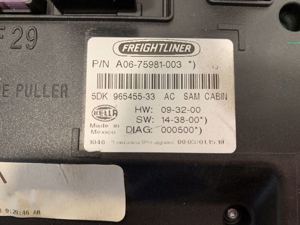 F 29
FREIGHTLINER
P/N A06-75981-003 *)
E PULLER
5DK 965455-33 AC SAM CABIN
HELLA
HW: 09-32-00
SW: 14-38-00*)
Made in
Mexico
DIAG: 000500*)